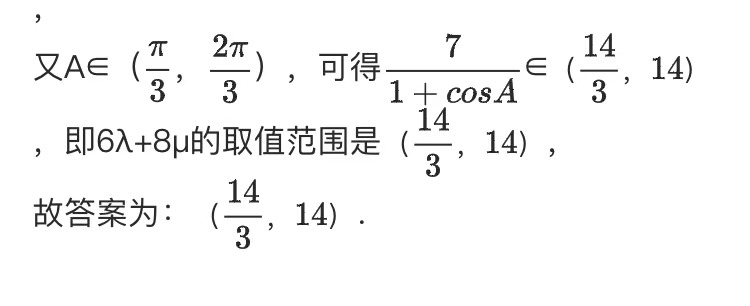 ，
又A∈（π/3，2π/3），可得7/(1+cosA)∈（14/3，14）
，即6λ+8μ的取值范围是（14/3，14），
故答案为：（14/3，14）．